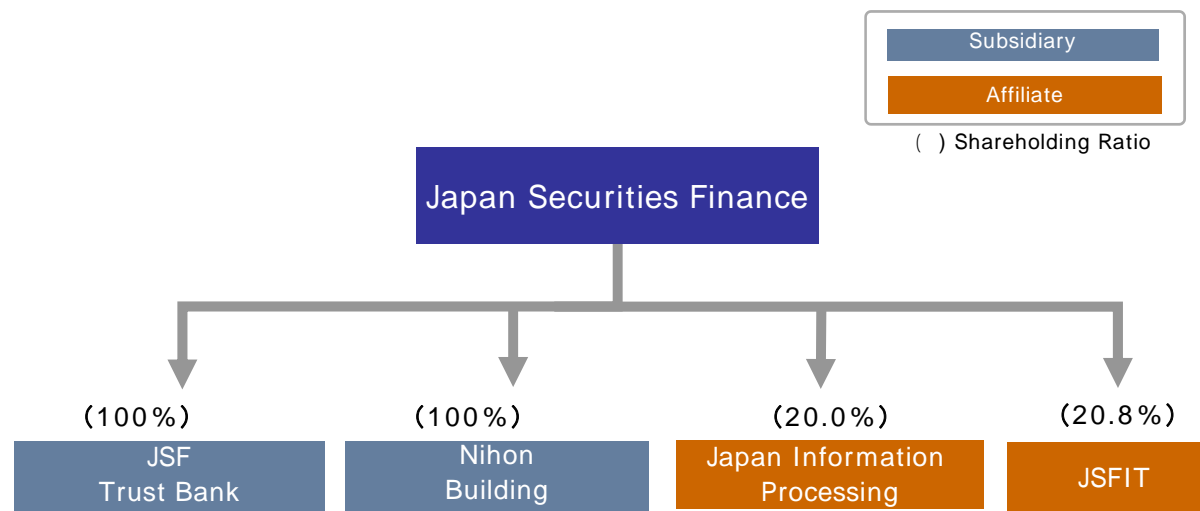 Subsidiary
Affiliate
( ) Shareholding Ratio
Japan Securities Finance
(100%) (100%) (20.0%) (20.8%)
JSF
Trust Bank
Nihon
Building
Japan Information
Processing
JSFIT